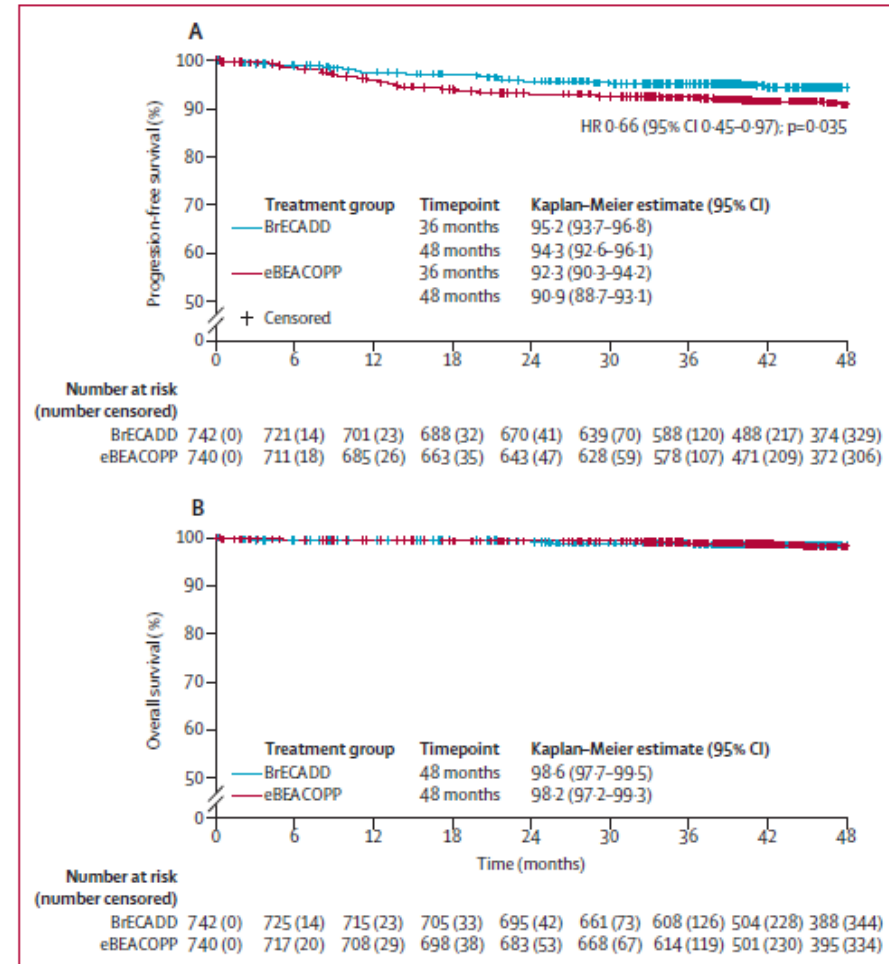 A
100
90
80
70
60
50
0
Progression-free survival (%)
HR 0·66 (95% CI 0·45–0·97); p=0·035
Treatment group Timepoint Kaplan–Meier estimate (95% CI)
BrECADD 36 months 95·2 (93·7–96·8)
48 months 94·3 (92·6–96·1)
eBEACOPP 36 months 92·3 (90·3–94·2)
48 months 90·9 (88·7–93·1)
+ Censored
0 6 12 18 24 30 36 42 48
Number at risk
(number censored)
BrECADD 742 (0) 721 (14) 701 (23) 688 (32) 670 (41) 639 (70) 588 (120) 488 (217) 374 (329)
eBEACOPP 740 (0) 711 (18) 685 (26) 663 (35) 643 (47) 628 (59) 578 (107) 471 (209) 372 (306)
B
100
90
80
70
60
50
0
Overall survival (%)
Treatment group Timepoint Kaplan–Meier estimate (95% CI)
BrECADD 48 months 98·6 (97·7–99·5)
eBEACOPP 48 months 98·2 (97·2–99·3)
0 6 12 18 24 30 36 42 48
Time (months)
Number at risk
(number censored)
BrECADD 742 (0) 725 (14) 715 (23) 705 (33) 695 (42) 661 (73) 608 (126) 504 (228) 388 (344)
eBEACOPP 740 (0) 717 (20) 708 (29) 698 (38) 683 (53) 668 (67) 614 (119) 501 (230) 395 (334)